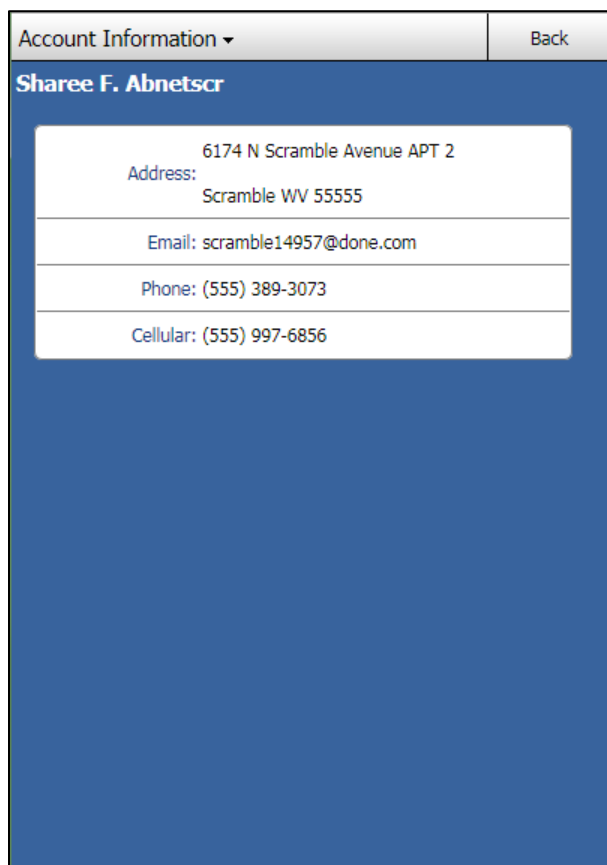 Account Information
Back
Sharee F. Abnetscr
Address:
6174 N Scramble Avenue APT 2
Scramble WV 55555
Email: scramble14957@done.com
Phone: (555) 389-3073
Cellular: (555) 997-6856